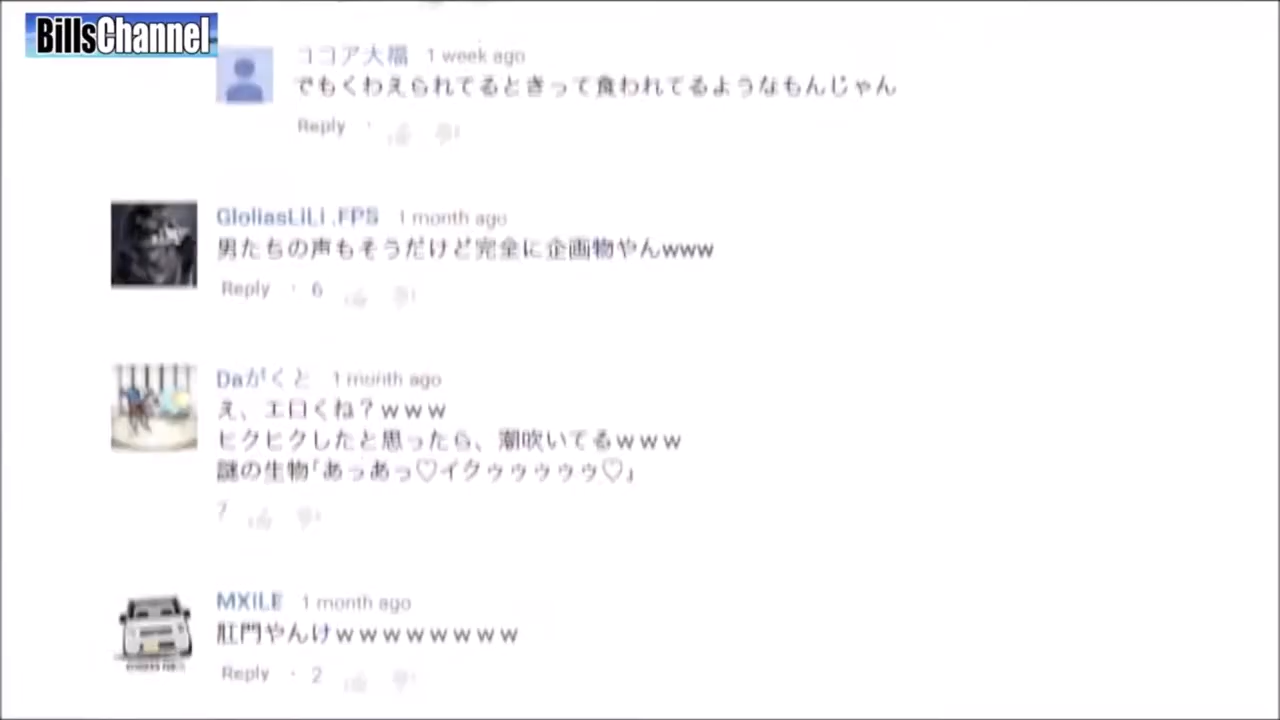 BillsChannel
ココア大福 1 week ago
でもくわえられてるときって食われてるようなもんじゃん
Reply ·
GloliasLiLi .FPS 1 month ago
男たちの声もそうだけど完全に企画物やんwww
Reply · 6
Daがくと 1 month ago
え、エロくね？ｗｗｗ
ヒクヒクしたと思ったら、潮吹いてるｗｗｗ
謎の生物｢あっあっ♡イクゥゥゥゥゥ♡｣
7
MXILE 1 month ago
肛門やんけｗｗｗｗｗｗｗｗ
Reply · 2